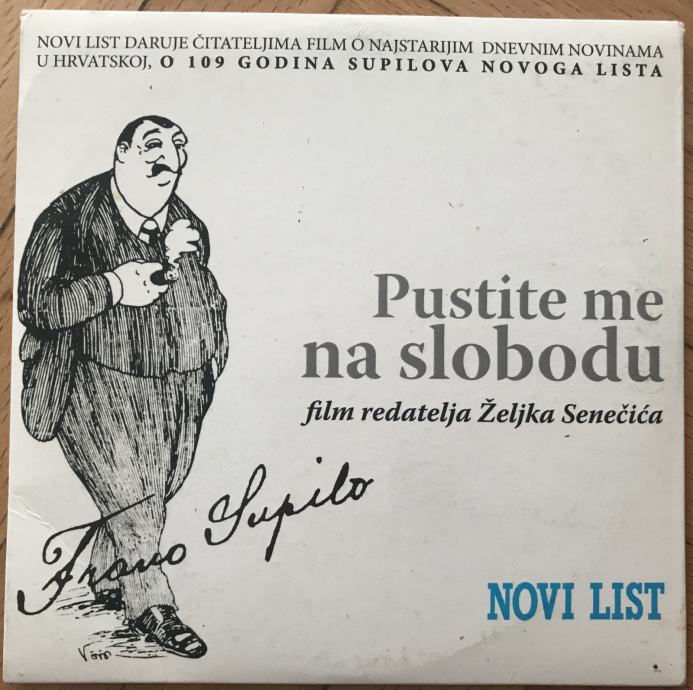 NOVI LIST DARUJE ČITATELJIMA FILM O NAJSTARIJIM DNEVNIM NOVINAMA
U HRVATSKOJ, O 109 GODINA SUPILOVA NOVOGA LISTA
Pustite me
na slobodu
film redatelja Željka Senečića
Frano Supilo
NOVI LIST